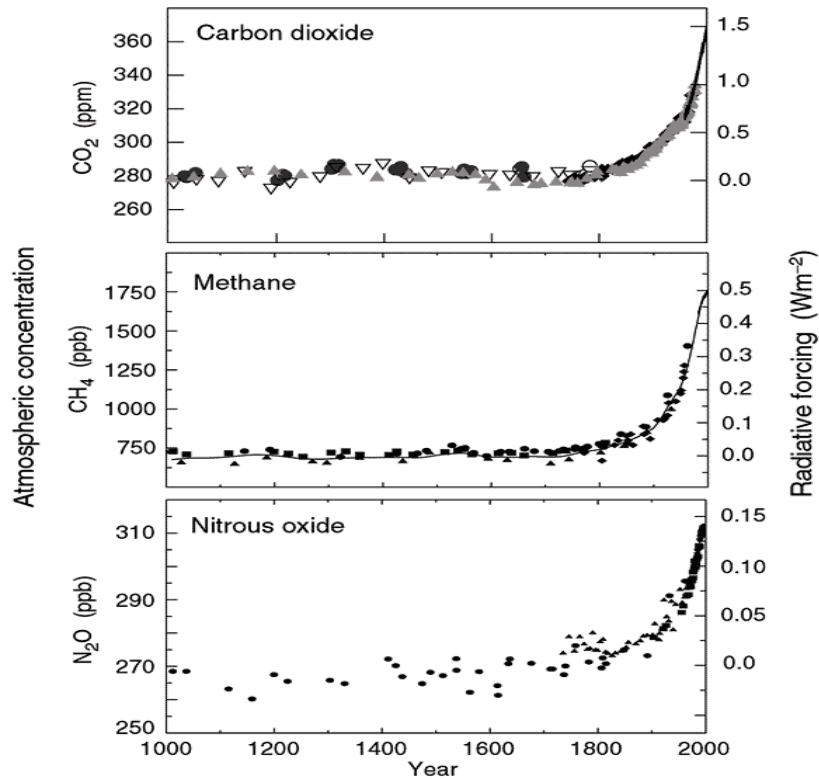 Atmospheric concentration
Carbon dioxide
CO₂ (ppm)
360
340
320
300
280
260
1.5
1.0
0.5
0.0
Methane
CH₄ (ppb)
1750
1500
1250
1000
750
0.5
0.4
0.3
0.2
0.1
0.0
Nitrous oxide
N₂O (ppb)
310
290
270
250
0.15
0.10
0.05
0.0
Radiative forcing (Wm⁻²)
1000 1200 1400 1600 1800 2000
Year